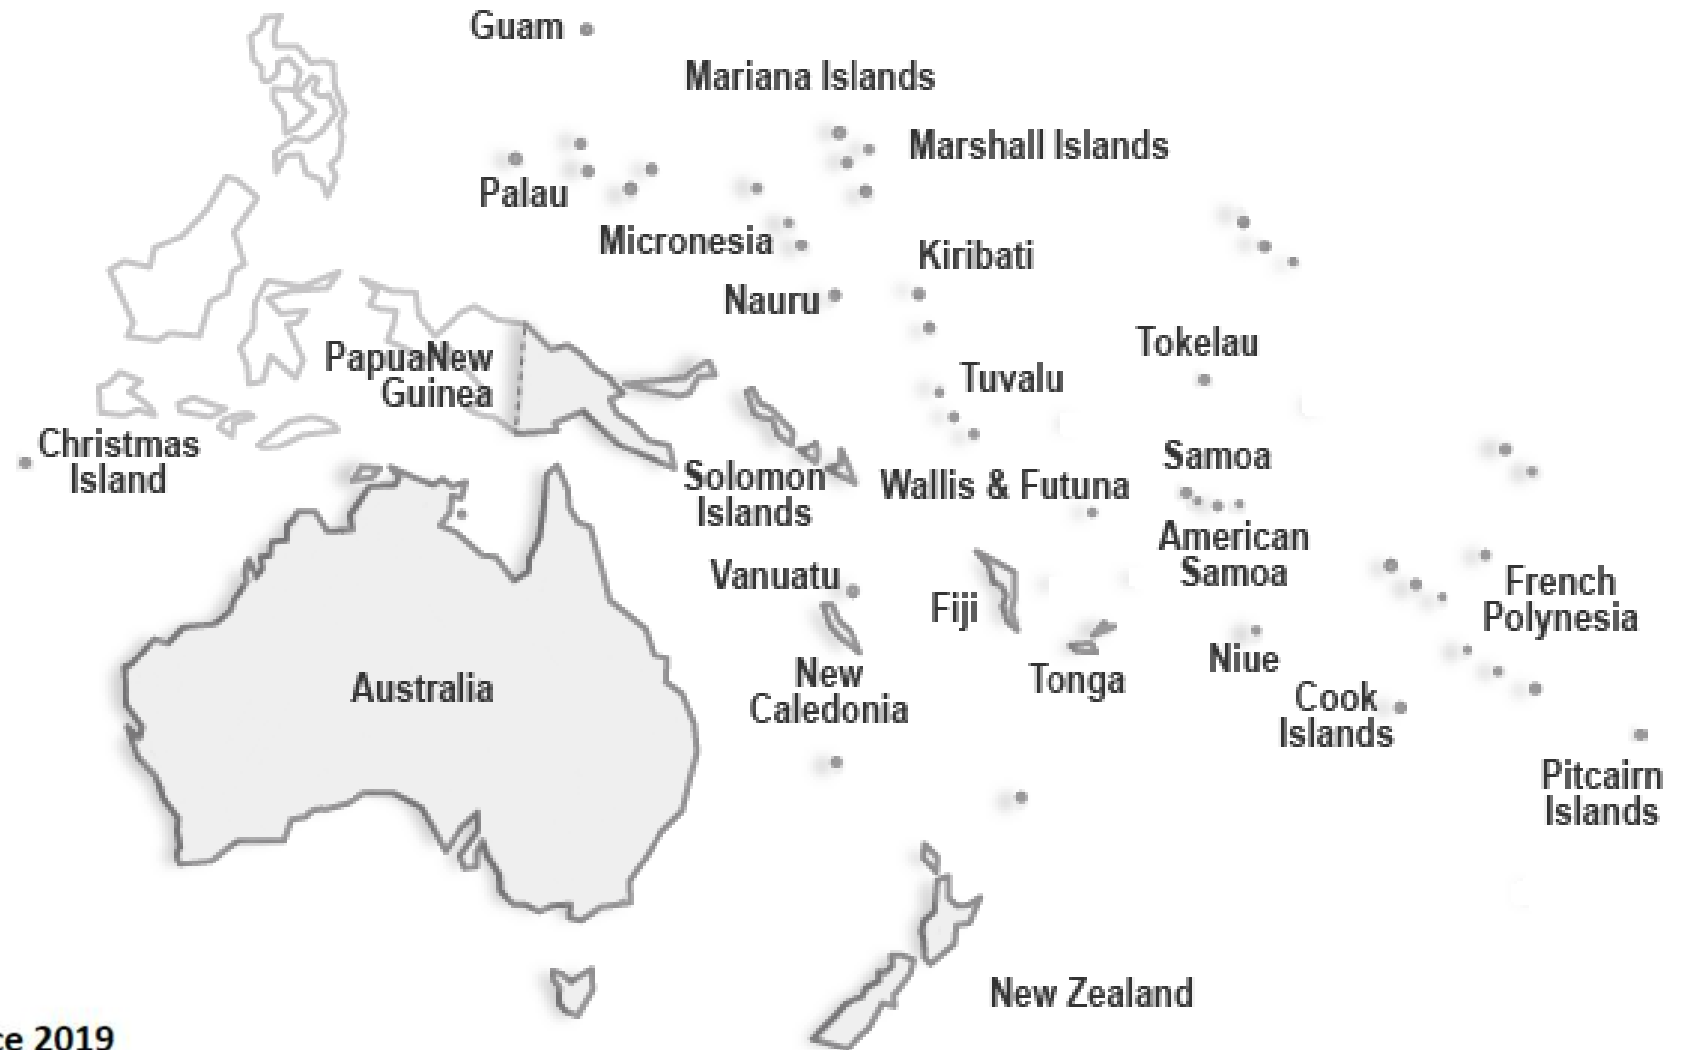 Guam
Mariana Islands
Marshall Islands
Palau
Micronesia
Kiribati
Nauru
Tokelau
PapuaNew
Guinea
Tuvalu
Christmas
Island
Samoa
Solomon
Islands
Wallis & Futuna
American
Samoa
Vanuatu
Fiji
French
Polynesia
Niue
Tonga
Australia
New
Caledonia
Cook
Islands
Pitcairn
Islands
New Zealand
ce 2019